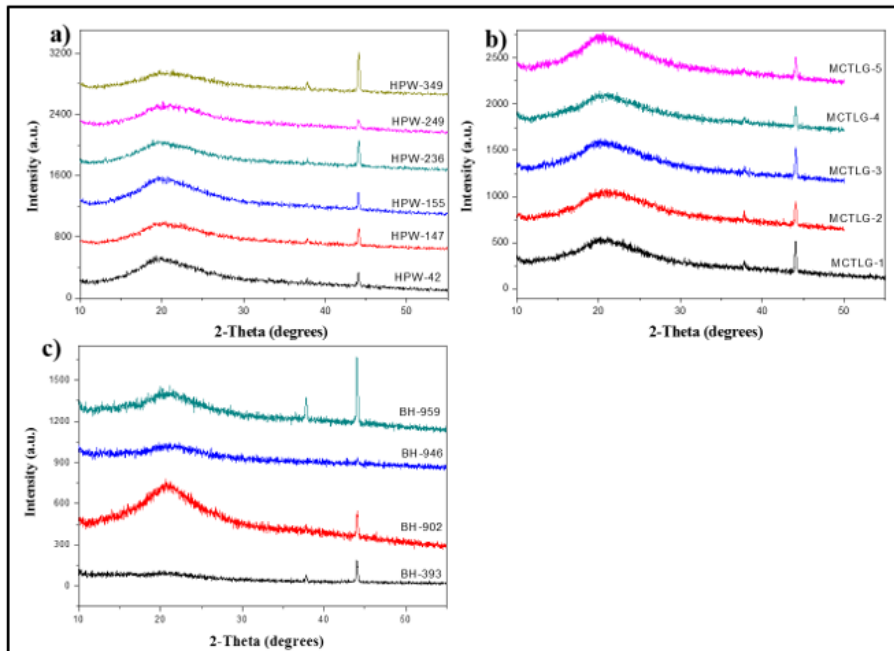 a)
3200
2400
1600
800
0
Intensity (a.u.)
HPW-349
HPW-249
HPW-236
HPW-155
HPW-147
HPW-42
10 20 30 40 50
2-Theta (degrees)
b)
2500
2000
1500
1000
500
0
Intensity (a.u.)
MCTLG-5
MCTLG-4
MCTLG-3
MCTLG-2
MCTLG-1
10 20 30 40 50
2-Theta (degrees)
c)
1500
1200
900
600
300
0
Intensity (a.u.)
BH-959
BH-946
BH-902
BH-393
10 20 30 40 50
2-Theta (degrees)